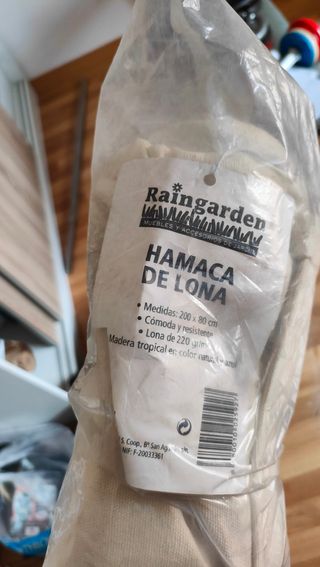 Raingarden
MUEBLES Y ACCESORIOS DE JARDÍN
HAMACA
DE LONA
• Medidas: 200 x 80 cm
• Cómoda y resistente
• Lona de 220 g/m
Madera tropical en color natural
S. Coop., Bº San
NIF: F-20033361